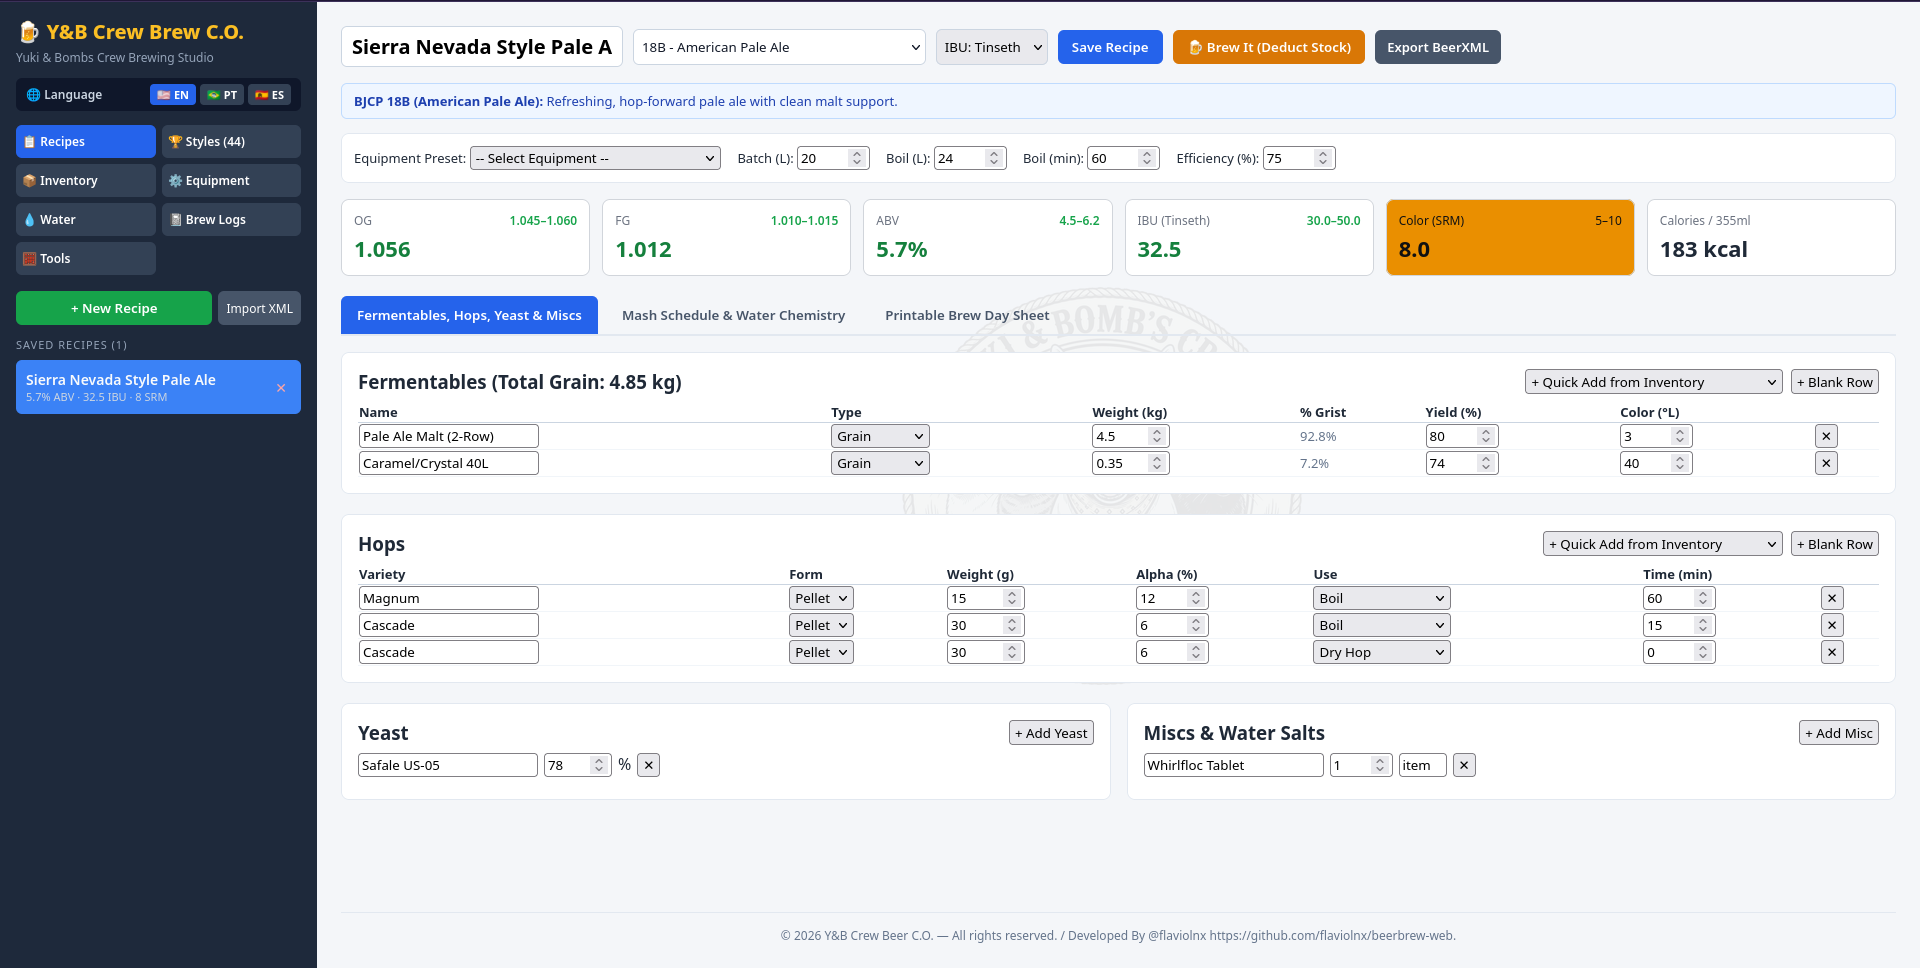 🍺 Y&B Crew Brew C.O.
Yuki & Bombs Crew Brewing Studio
🌐 Language 🇺🇸 EN 🇧🇷 PT 🇪🇸 ES
📋 Recipes 🏆 Styles (44)
📦 Inventory ⚙️ Equipment
💧 Water 📓 Brew Logs
🧮 Tools
+ New Recipe Import XML
SAVED RECIPES (1)
Sierra Nevada Style Pale Ale ✕
5.7% ABV · 32.5 IBU · 8 SRM
Sierra Nevada Style Pale A 18B - American Pale Ale IBU: Tinseth Save Recipe 🍺 Brew It (Deduct Stock) Export BeerXML
BJCP 18B (American Pale Ale): Refreshing, hop-forward pale ale with clean malt support.
Equipment Preset: -- Select Equipment -- Batch (L): 20 Boil (L): 24 Boil (min): 60 Efficiency (%): 75
OG 1.045–1.060 FG 1.010–1.015 ABV 4.5–6.2 IBU (Tinseth) 30.0–50.0 Color (SRM) 5–10 Calories / 355ml
1.056 1.012 5.7% 32.5 8.0 183 kcal
Fermentables, Hops, Yeast & Miscs Mash Schedule & Water Chemistry Printable Brew Day Sheet
KI & BOMB'S CR
Fermentables (Total Grain: 4.85 kg) + Quick Add from Inventory + Blank Row
Name Type Weight (kg) % Grist Yield (%) Color (°L)
Pale Ale Malt (2-Row) Grain 4.5 92.8% 80 3 ✕
Caramel/Crystal 40L Grain 0.35 7.2% 74 40 ✕
Hops + Quick Add from Inventory + Blank Row
Variety Form Weight (g) Alpha (%) Use Time (min)
Magnum Pellet 15 12 Boil 60 ✕
Cascade Pellet 30 6 Boil 15 ✕
Cascade Pellet 30 6 Dry Hop 0 ✕
Yeast + Add Yeast
Safale US-05 78 % ✕
Miscs & Water Salts + Add Misc
Whirlfloc Tablet 1 item ✕
© 2026 Y&B Crew Beer C.O. — All rights reserved. / Developed By @flaviolnx https://github.com/flaviolnx/beerbrew-web.